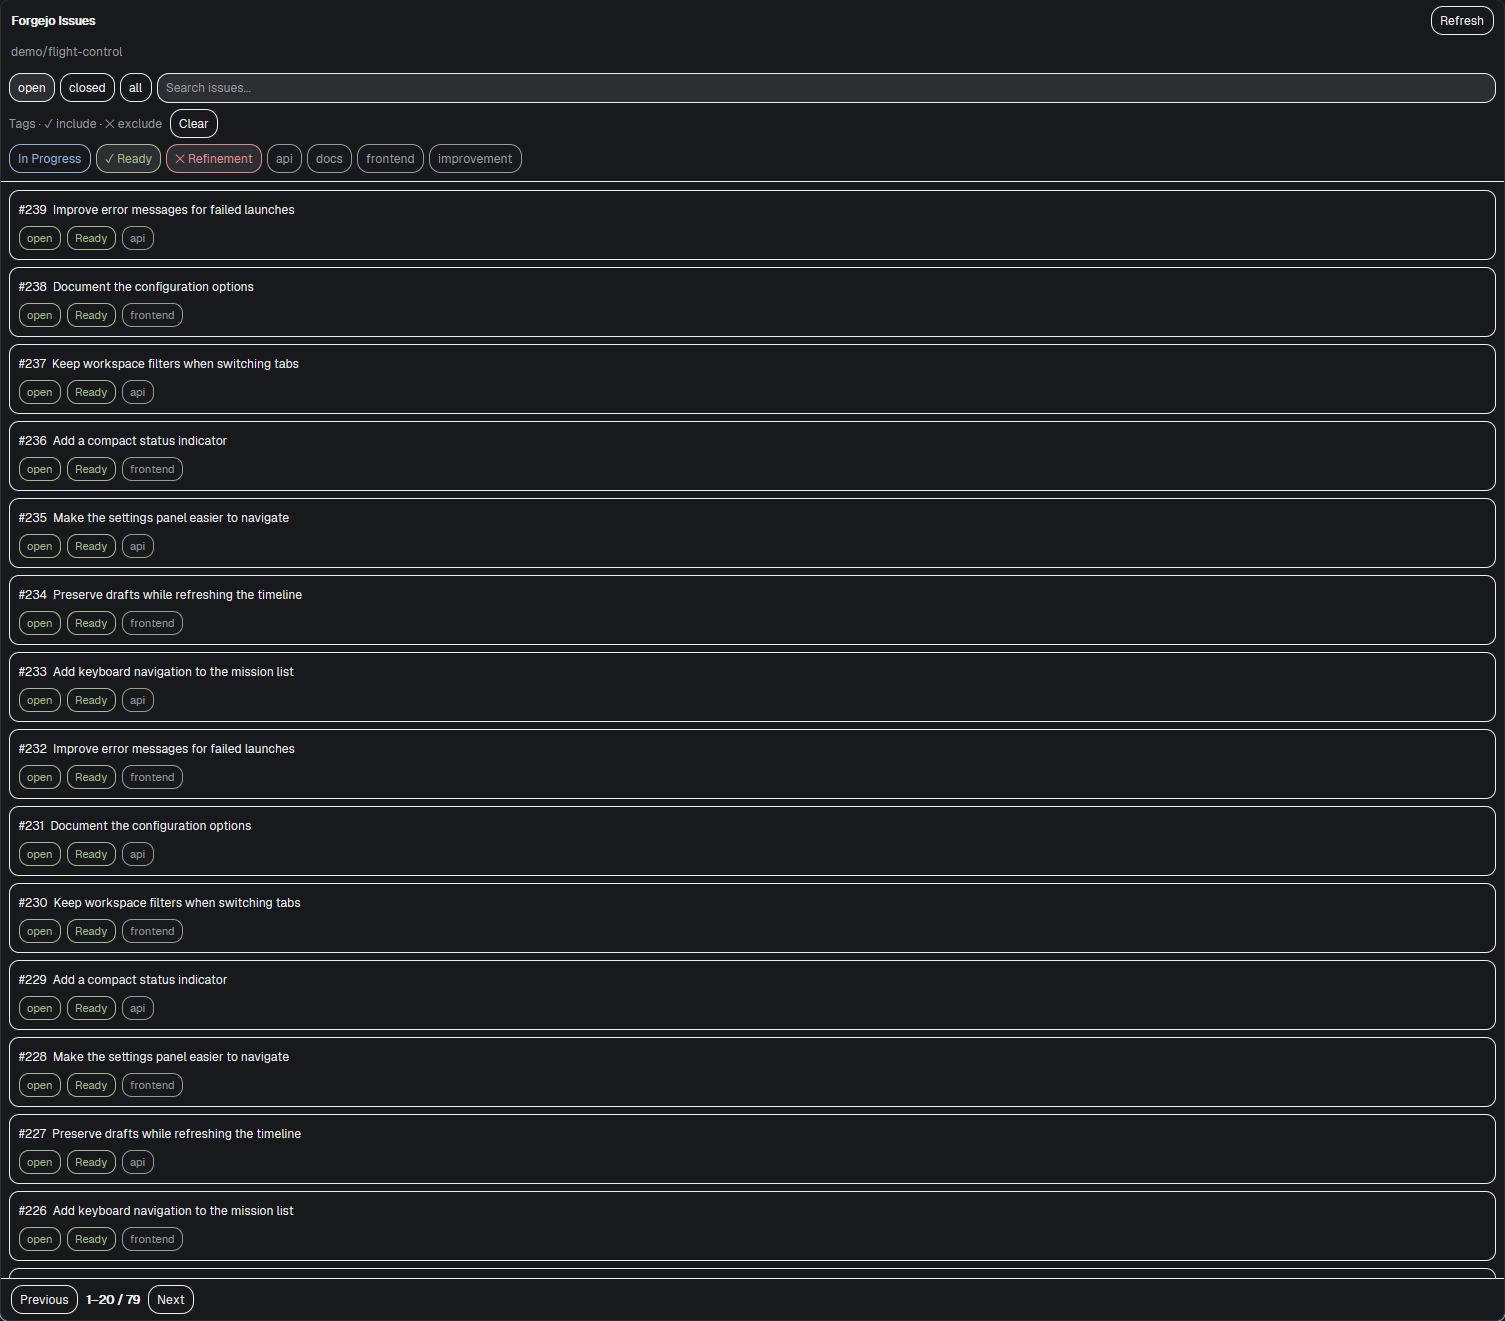 Forgejo Issues Refresh
demo/flight-control
open closed all Search issues...
Tags · ✓ include · ✕ exclude Clear
In Progress ✓ Ready ✕ Refinement api docs frontend improvement
#239 Improve error messages for failed launches
open Ready api
#238 Document the configuration options
open Ready frontend
#237 Keep workspace filters when switching tabs
open Ready api
#236 Add a compact status indicator
open Ready frontend
#235 Make the settings panel easier to navigate
open Ready api
#234 Preserve drafts while refreshing the timeline
open Ready frontend
#233 Add keyboard navigation to the mission list
open Ready api
#232 Improve error messages for failed launches
open Ready frontend
#231 Document the configuration options
open Ready api
#230 Keep workspace filters when switching tabs
open Ready frontend
#229 Add a compact status indicator
open Ready api
#228 Make the settings panel easier to navigate
open Ready frontend
#227 Preserve drafts while refreshing the timeline
open Ready api
#226 Add keyboard navigation to the mission list
open Ready frontend
Previous 1–20 / 79 Next